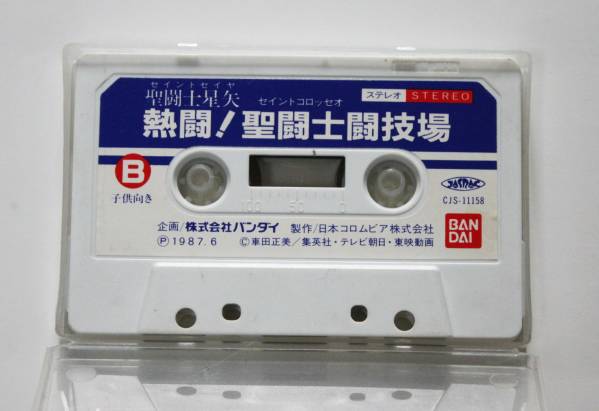 セイントセイヤ
聖闘士星矢
セイントコロッセオ
ステレオ STEREO
熱闘!聖闘士闘技場
B
子供向き
JASRAC
CJS-11158
100 50 0
企画/株式会社バンダイ 製作/日本コロムビア株式会社
Ⓟ1987.6 Ⓒ車田正美/集英社・テレビ朝日・東映動画
BAN
DAI